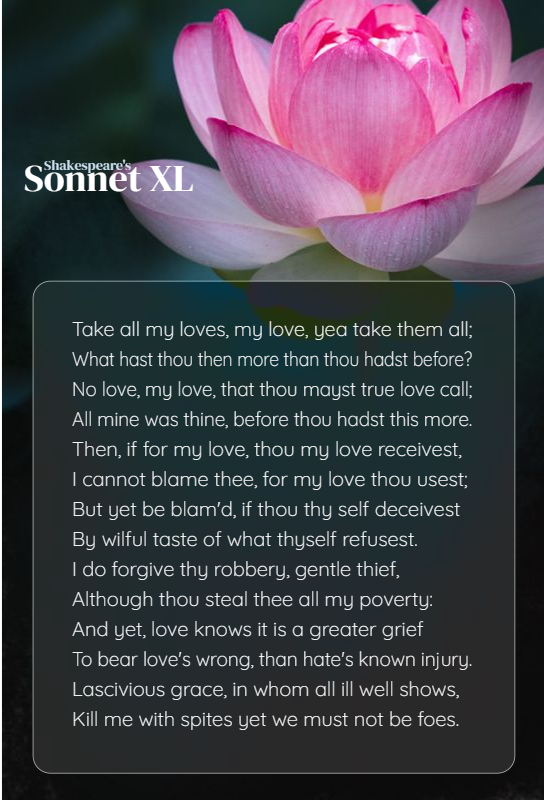 Shakespeare's
Sonnet XL
Take all my loves, my love, yea take them all;
What hast thou then more than thou hadst before?
No love, my love, that thou mayst true love call;
All mine was thine, before thou hadst this more.
Then, if for my love, thou my love receivest,
I cannot blame thee, for my love thou usest;
But yet be blam'd, if thou thy self deceivest
By wilful taste of what thyself refusest.
I do forgive thy robbery, gentle thief,
Although thou steal thee all my poverty:
And yet, love knows it is a greater grief
To bear love's wrong, than hate's known injury.
Lascivious grace, in whom all ill well shows,
Kill me with spites yet we must not be foes.